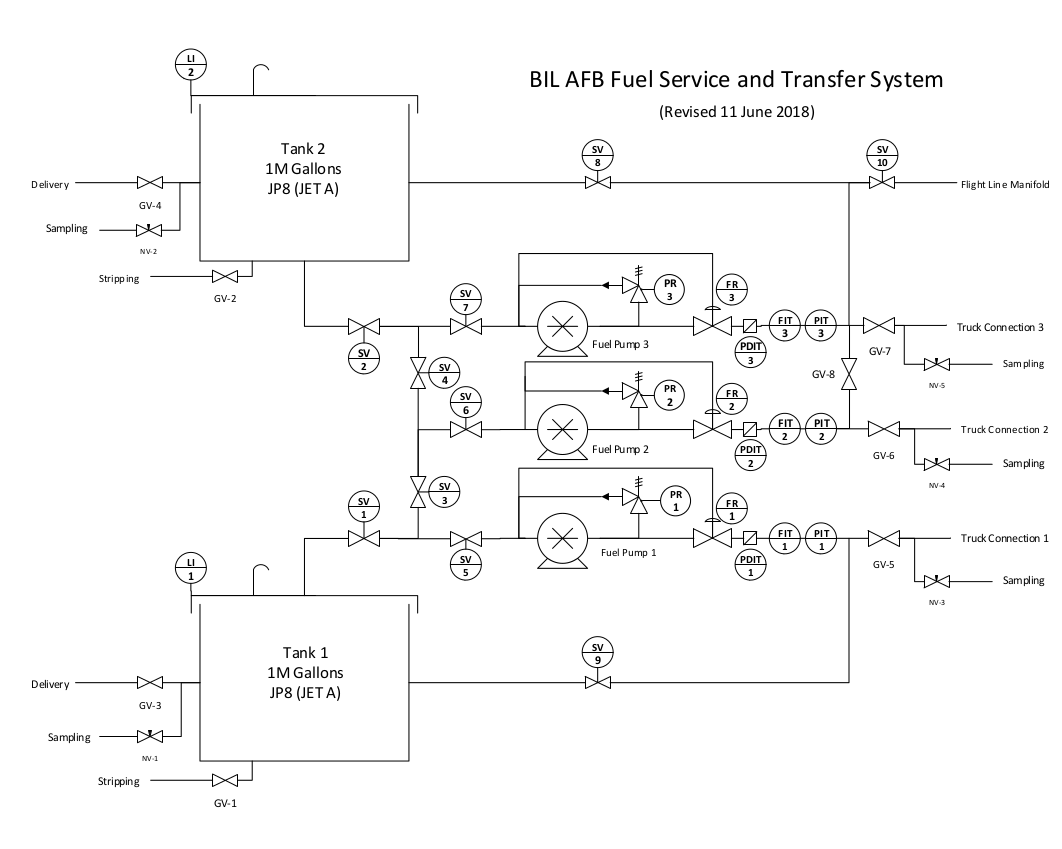 BIL AFB Fuel Service and Transfer System
(Revised 11 June 2018)
LI
2
Tank 2
1M Gallons
JP8 (JET A)
SV
8
SV
10
Delivery
GV-4
Flight Line Manifold
Sampling
NV-2
Stripping
GV-2
SV
7
PR
3
FR
3
SV
2
Fuel Pump 3
PDIT
3
FIT
3
PIT
3
GV-7
Truck Connection 3
Sampling
NV-5
SV
4
GV-8
SV
6
PR
2
FR
2
Fuel Pump 2
PDIT
2
FIT
2
PIT
2
GV-6
Truck Connection 2
Sampling
NV-4
SV
3
SV
1
PR
1
FR
1
SV
5
Fuel Pump 1
PDIT
1
FIT
1
PIT
1
GV-5
Truck Connection 1
Sampling
NV-3
LI
1
Tank 1
1M Gallons
JP8 (JET A)
SV
9
Delivery
GV-3
Sampling
NV-1
Stripping
GV-1